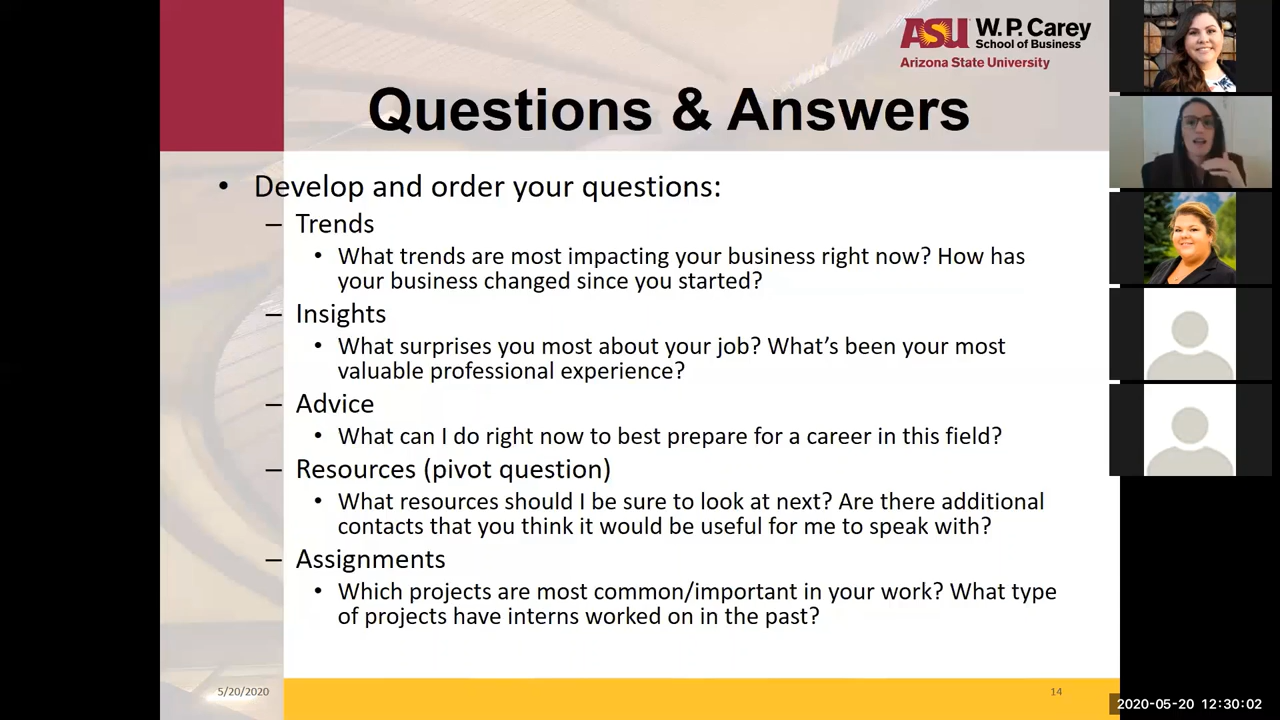 ASU W. P. Carey
School of Business
Arizona State University
Questions & Answers
• Develop and order your questions:
– Trends
• What trends are most impacting your business right now? How has
your business changed since you started?
– Insights
• What surprises you most about your job? What’s been your most
valuable professional experience?
– Advice
• What can I do right now to best prepare for a career in this field?
– Resources (pivot question)
• What resources should I be sure to look at next? Are there additional
contacts that you think it would be useful for me to speak with?
– Assignments
• Which projects are most common/important in your work? What type
of projects have interns worked on in the past?
5/20/2020
14
2020-05-20 12:30:02